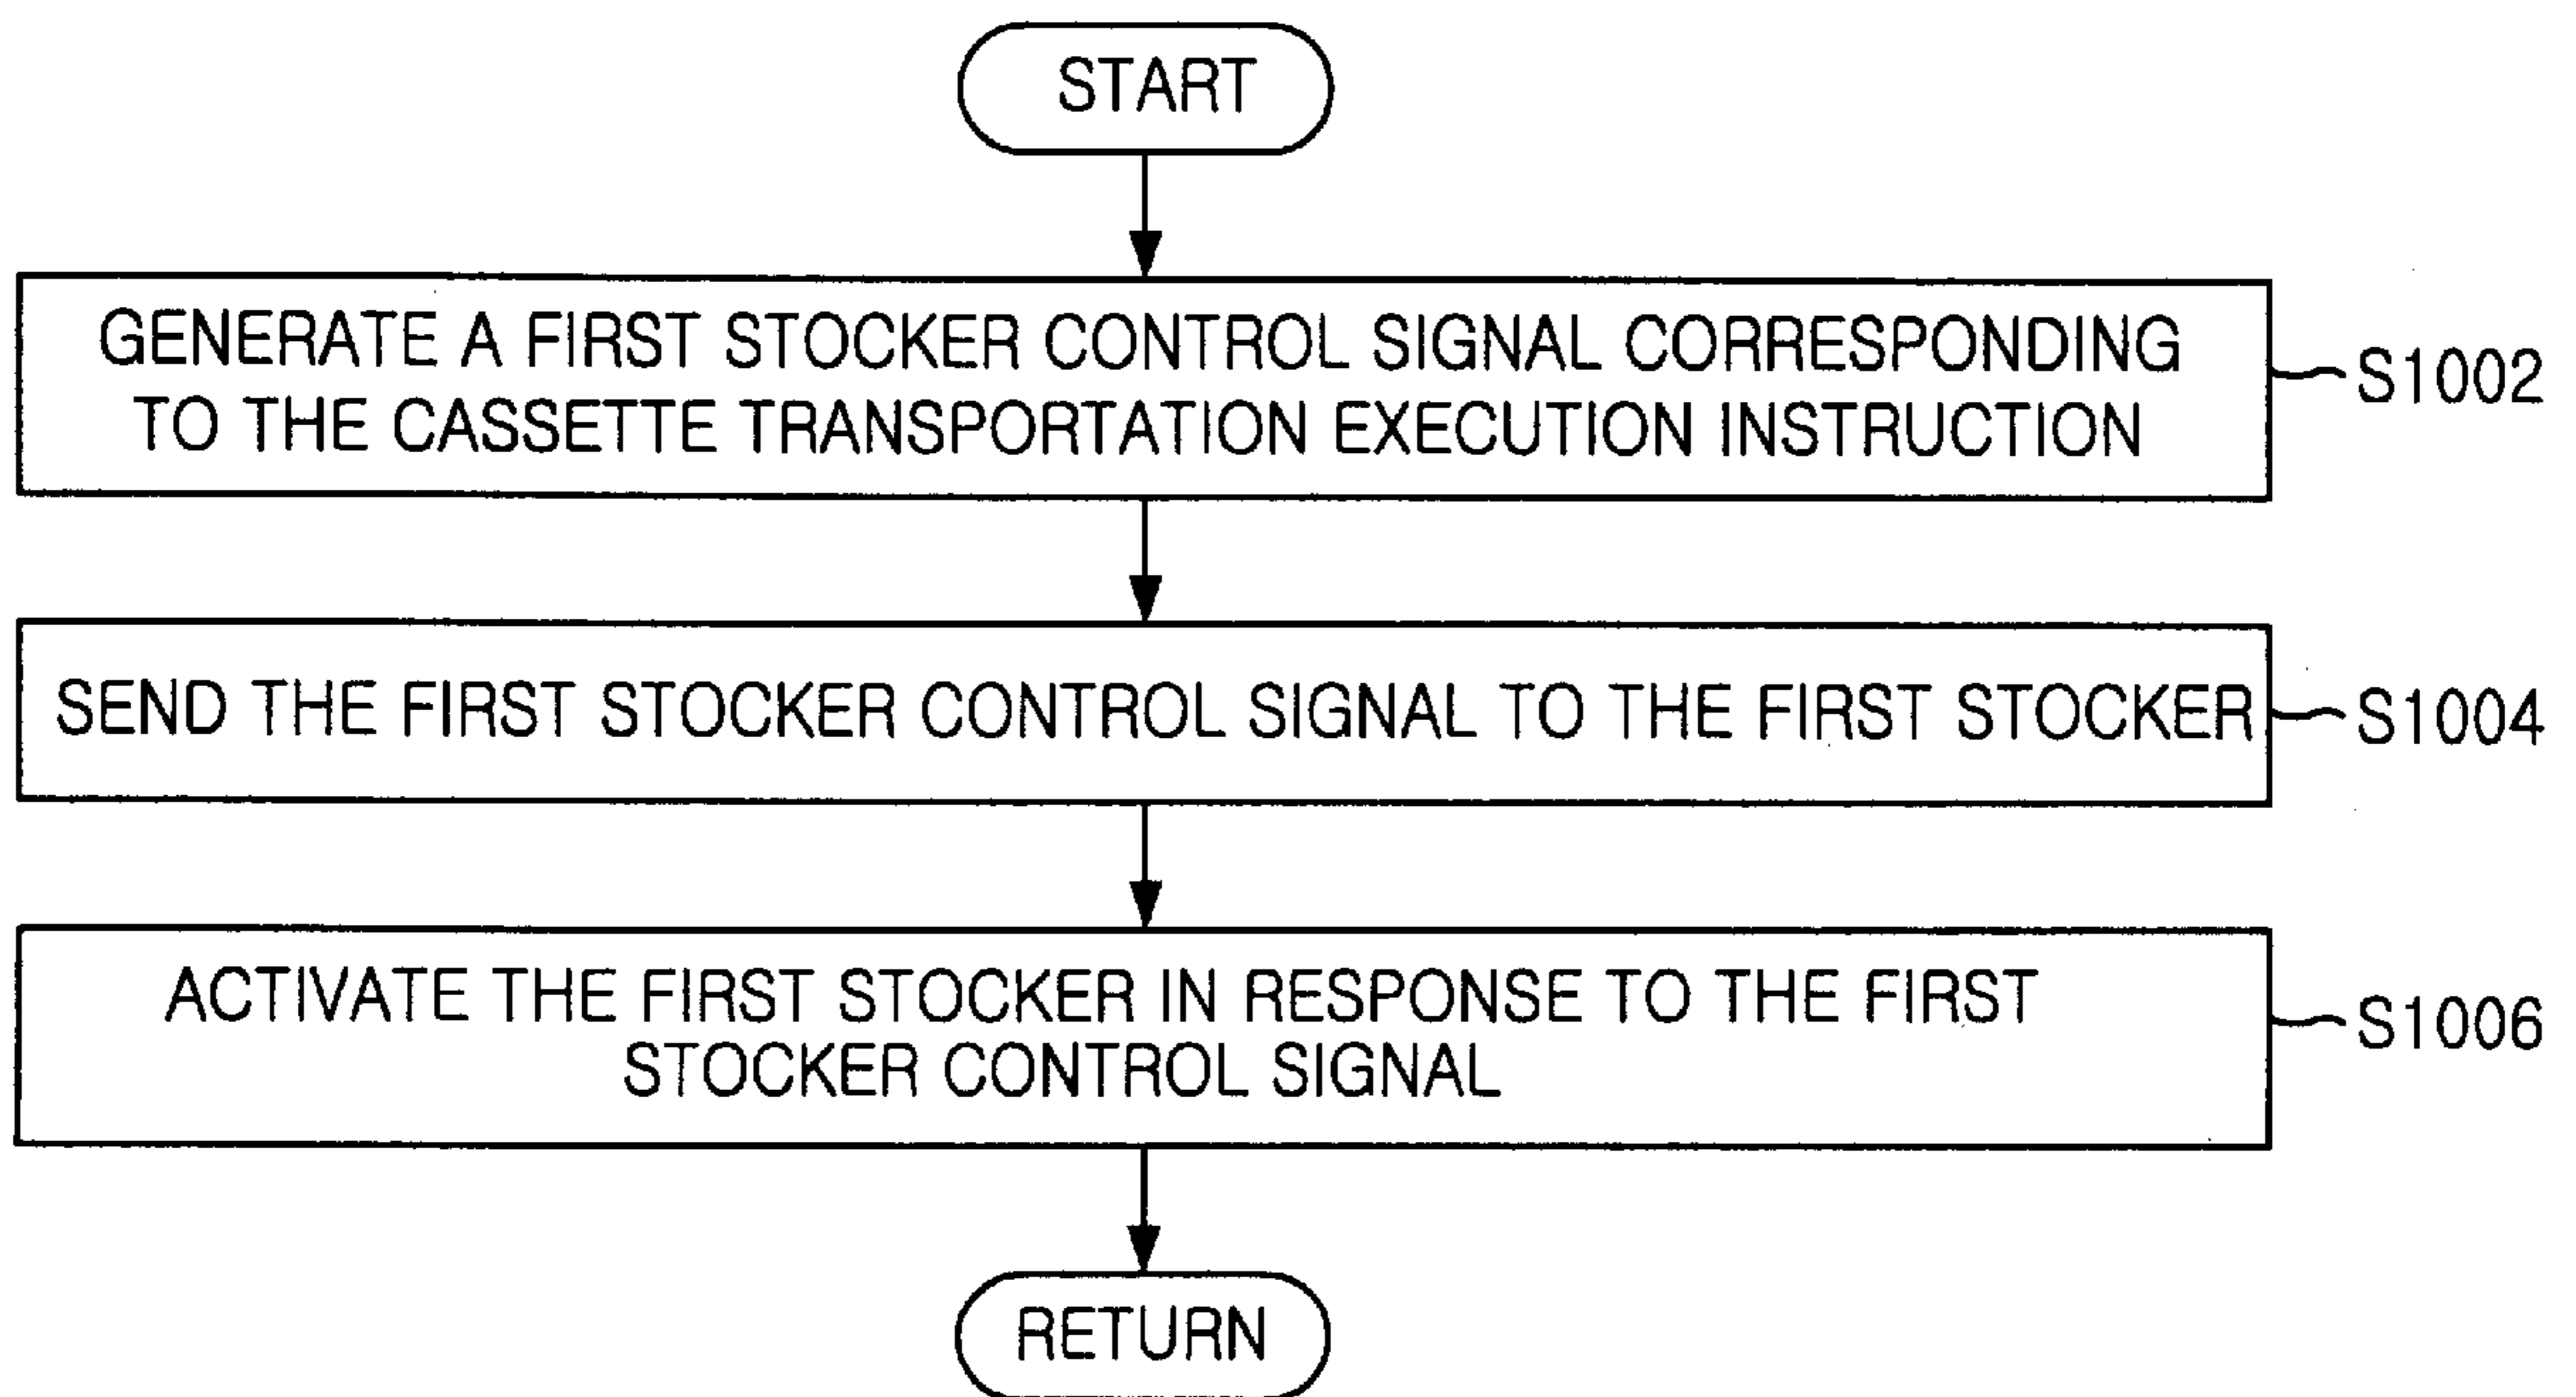 START
GENERATE A FIRST STOCKER CONTROL SIGNAL CORRESPONDING
TO THE CASSETTE TRANSPORTATION EXECUTION INSTRUCTION
S1002
SEND THE FIRST STOCKER CONTROL SIGNAL TO THE FIRST STOCKER
S1004
ACTIVATE THE FIRST STOCKER IN RESPONSE TO THE FIRST
STOCKER CONTROL SIGNAL
S1006
RETURN